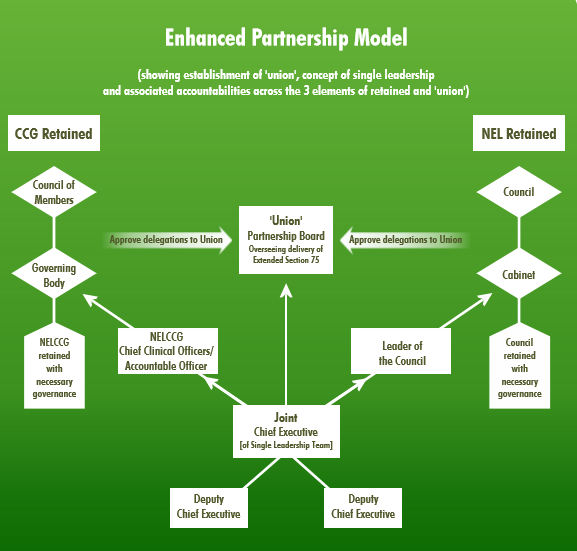 Enhanced Partnership Model
(showing establishment of 'union', concept of single leadership
and associated accountabilities across the 3 elements of retained and 'union')
CCG Retained
NEL Retained
Council of
Members
Council
'Union'
Partnership Board
Overseeing delivery of
Extended Section 75
Approve delegations to Union
Approve delegations to Union
Governing
Body
Cabinet
NELCCG
Chief Clinical Officers/
Accountable Officer
Leader of
the Council
NELCCG
retained
with
necessary
governance
Council
retained
with
necessary
governance
Joint
Chief Executive
[of Single Leadership Team]
Deputy
Chief Executive
Deputy
Chief Executive